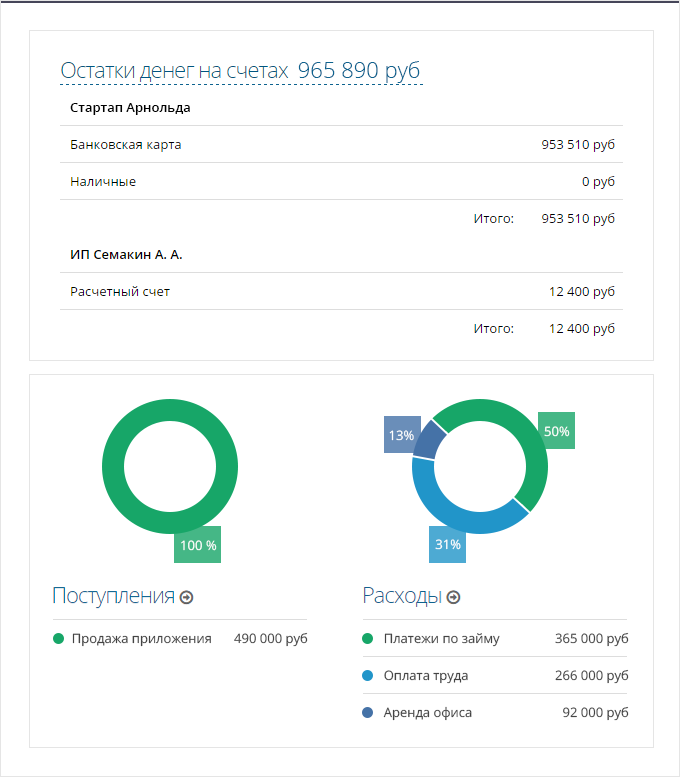 Остатки денег на счетах 965 890 руб
Стартап Арнольда
Банковская карта 953 510 руб
Наличные 0 руб
Итого: 953 510 руб
ИП Семакин А. А.
Расчетный счет 12 400 руб
Итого: 12 400 руб
100 %
13%
50%
31%
Поступления
Продажа приложения 490 000 руб
Расходы
Платежи по займу 365 000 руб
Оплата труда 266 000 руб
Аренда офиса 92 000 руб